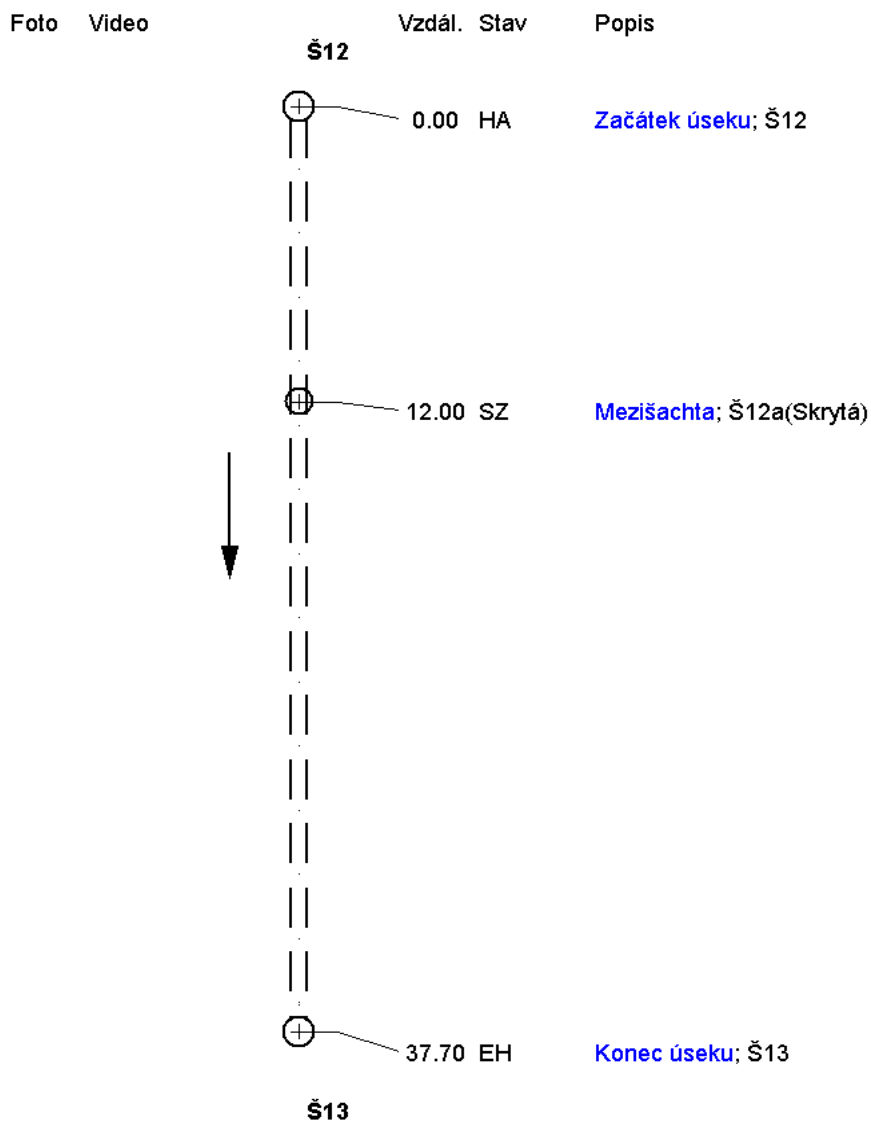 Foto Video Vzdál. Stav Popis
Š12
0.00 HA Začátek úseku; Š12
12.00 SZ Mezišachta; Š12a(Skrytá)
37.70 EH Konec úseku; Š13
Š13